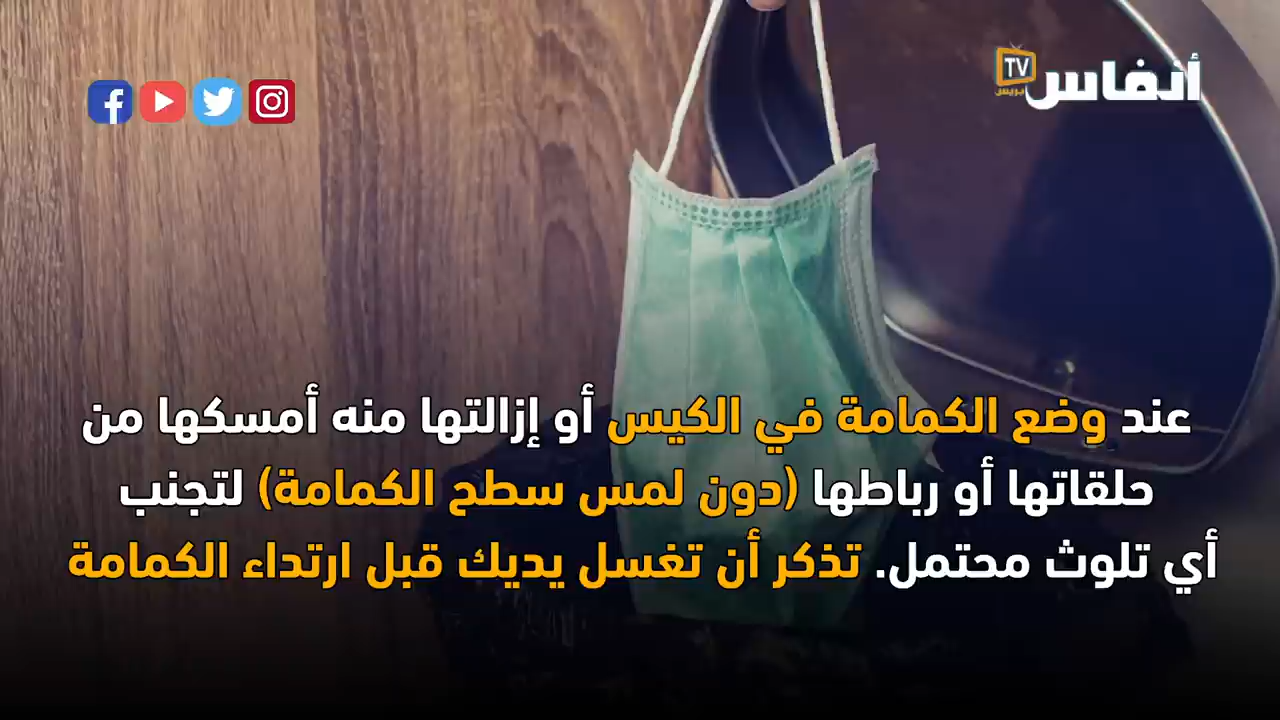 أنفاس
TV
بريس
عند وضع الكمامة في الكيس أو إزالتها منه أمسكها من
حلقاتها أو رباطها (دون لمس سطح الكمامة) لتجنب
أي تلوث محتمل. تذكر أن تغسل يديك قبل ارتداء الكمامة